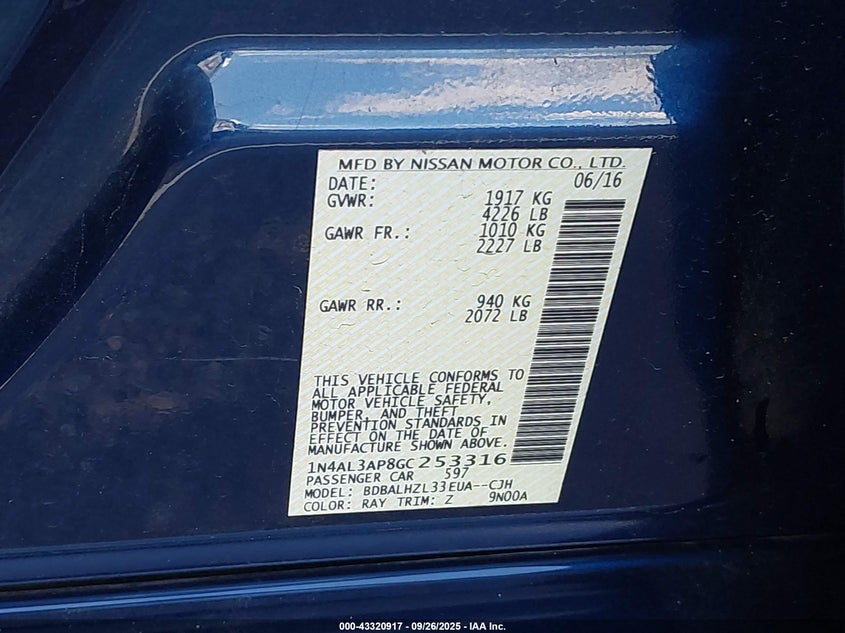 MFD BY NISSAN MOTOR CO., LTD.
DATE: 06/16
GVWR: 1917 KG
4226 LB
GAWR FR.: 1010 KG
2227 LB
GAWR RR.: 940 KG
2072 LB
THIS VEHICLE CONFORMS TO
ALL APPLICABLE FEDERAL
MOTOR VEHICLE SAFETY,
BUMPER, AND THEFT
PREVENTION STANDARDS IN
EFFECT ON THE DATE OF
MANUFACTURE SHOWN ABOVE.
1N4AL3AP8GC253316
PASSENGER CAR 597
MODEL: BDBALHZL33EUA--CJH
COLOR: RAY TRIM: Z 9N00A
000-43320917 - 09/26/2025 - IAA Inc.